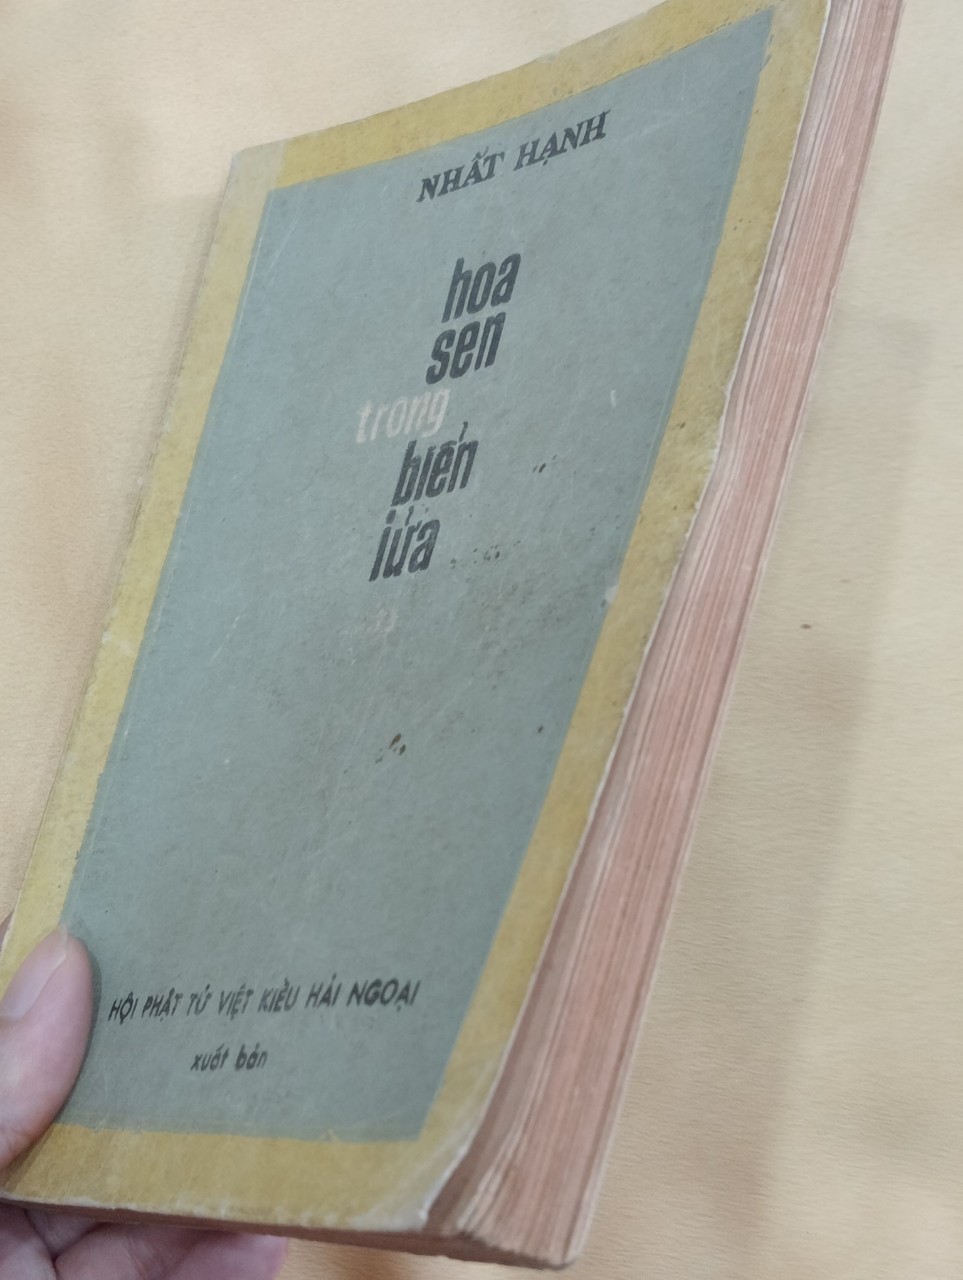 NHẤT HẠNH
hoa
sen
trong
biển
lửa
HỘI PHẬT TỬ VIỆT KIỀU HẢI NGOẠI
xuất bản